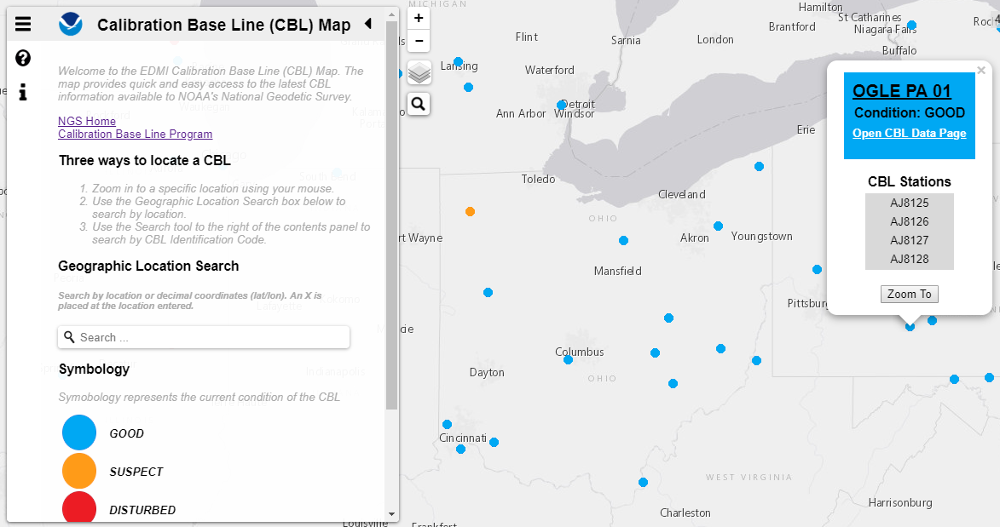 Calibration Base Line (CBL) Map
Welcome to the EDMI Calibration Base Line (CBL) Map. The
map provides quick and easy access to the latest CBL
information available to NOAA's National Geodetic Survey.
NGS Home
Calibration Base Line Program
Three ways to locate a CBL
1. Zoom in to a specific location using your mouse.
2. Use the Geographic Location Search box below to
search by location.
3. Use the Search tool to the right of the contents panel to
search by CBL Identification Code.
Geographic Location Search
Search by location or decimal coordinates (lat/lon). An X is
placed at the location entered.
Search ...
Symbology
Symobology represents the current condition of the CBL
GOOD
SUSPECT
DISTURBED
+
−
MICHIGAN
Hamilton
St Catharines
Brantford
Niagara Falls
Flint
Sarnia
London
Buffalo
Lansing
Waterford
Detroit
Ann Arbor
Windsor
Erie
Toledo
Cleveland
OHIO
rt Wayne
Akron
Youngstown
Mansfield
Pittsburg
Columbus
Dayton
OHIO
Cincinnati
WEST VIRGINIA
Charleston
Harrisonburg
Louisville
Frankfort
Indianapolis
OGLE PA 01
Condition: GOOD
Open CBL Data Page
CBL Stations
AJ8125
AJ8126
AJ8127
AJ8128
Zoom To
×